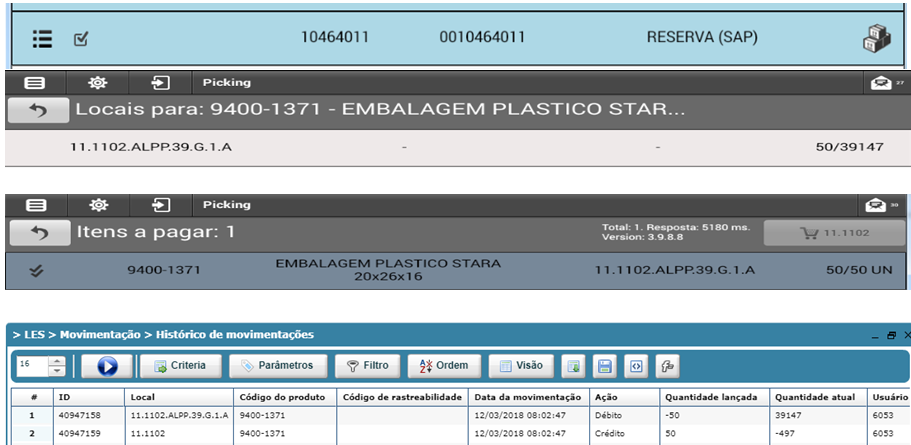 10464011 0010464011 RESERVA (SAP)
Picking 27
Locais para: 9400-1371 - EMBALAGEM PLASTICO STAR...
11.1102.ALPP.39.G.1.A - - 50/39147
Picking 30
Itens a pagar: 1 Total: 1. Resposta: 5180 ms. 11.1102
Version: 3.9.8.8
9400-1371 EMBALAGEM PLASTICO STARA 11.1102.ALPP.39.G.1.A 50/50 UN
20x26x16
> LES > Movimentação > Histórico de movimentações
16 Criteria Parâmetros Filtro Ordem Visão
# ID Local Código do produto Código de rastreabilidade Data da movimentação Ação Quantidade lançada Quantidade atual Usuário
1 40947158 11.1102.ALPP.39.G.1.A 9400-1371 12/03/2018 08:02:47 Débito -50 39147 6053
2 40947159 11.1102 9400-1371 12/03/2018 08:02:47 Crédito 50 -497 6053